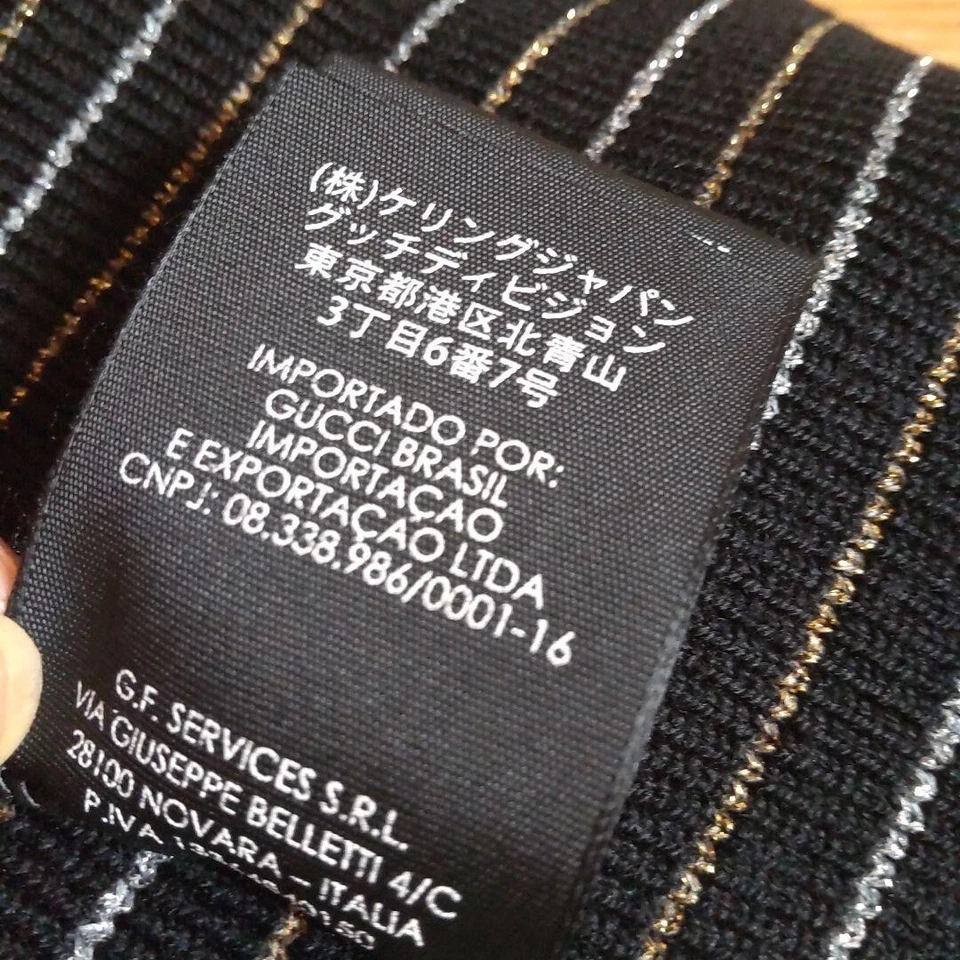 (株)ケリングジャパン
グッチディビジョン
東京都港区北青山
3丁目6番7号
IMPORTADO POR:
GUCCI BRASIL
IMPORTAÇAO
E EXPORTAÇAO LTDA
CNPJ: 08.338.986/0001-16
G.F. SERVICES S.R.L.
VIA GIUSEPPE BELLETTI 4/C
28100 NOVARA - ITALIA
P.IVA